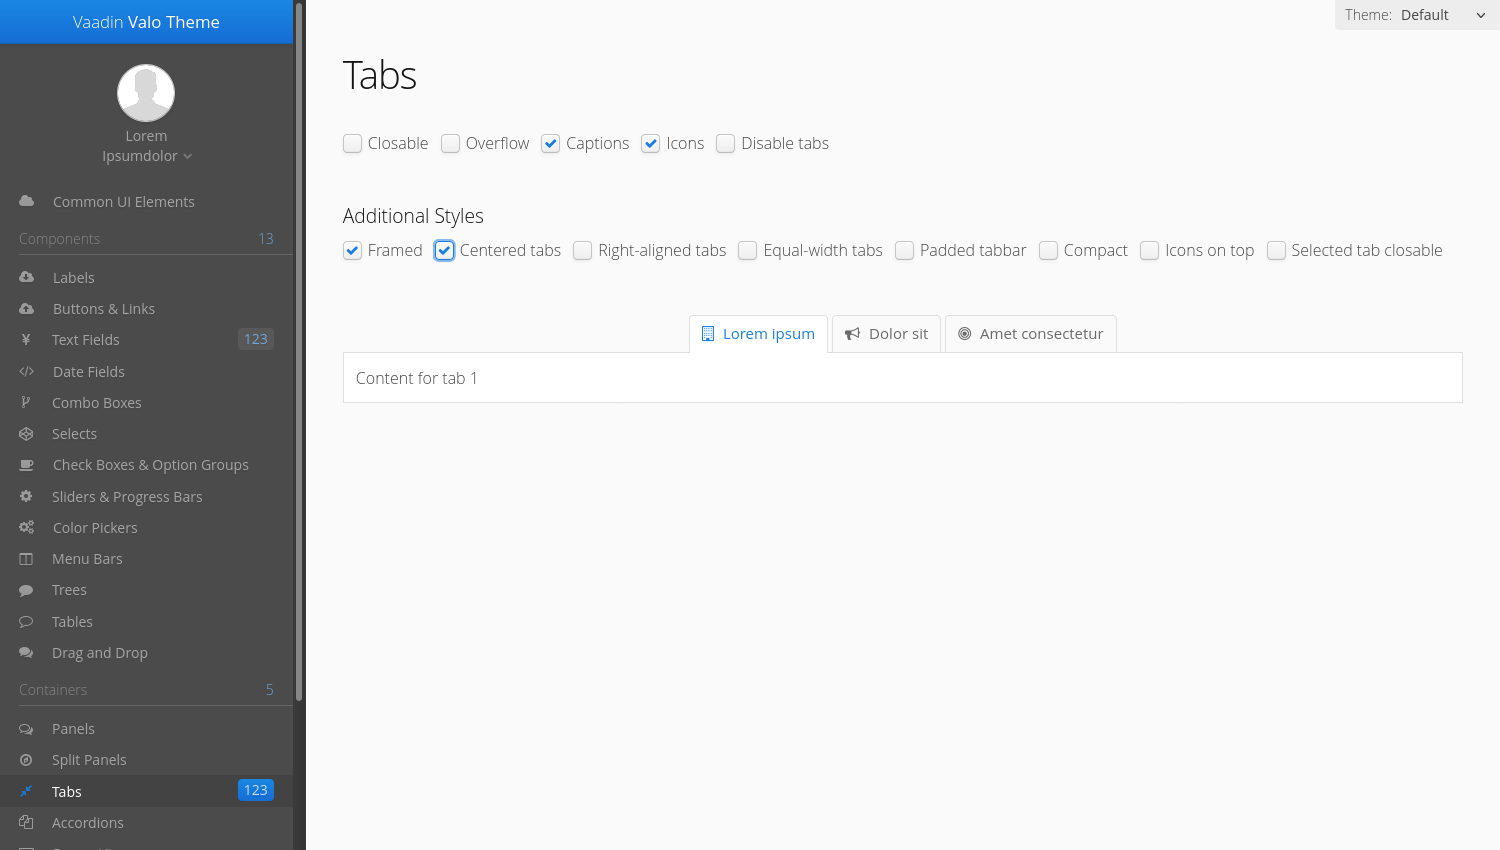 Vaadin Valo Theme
Lorem
Ipsumdolor
Common UI Elements
Components 13
Labels
Buttons & Links
Text Fields 123
Date Fields
Combo Boxes
Selects
Check Boxes & Option Groups
Sliders & Progress Bars
Color Pickers
Menu Bars
Trees
Tables
Drag and Drop
Containers 5
Panels
Split Panels
Tabs 123
Accordions
Theme: Default
Tabs
Closable Overflow Captions Icons Disable tabs
Additional Styles
Framed Centered tabs Right-aligned tabs Equal-width tabs Padded tabbar Compact Icons on top Selected tab closable
Lorem ipsum Dolor sit Amet consectetur
Content for tab 1